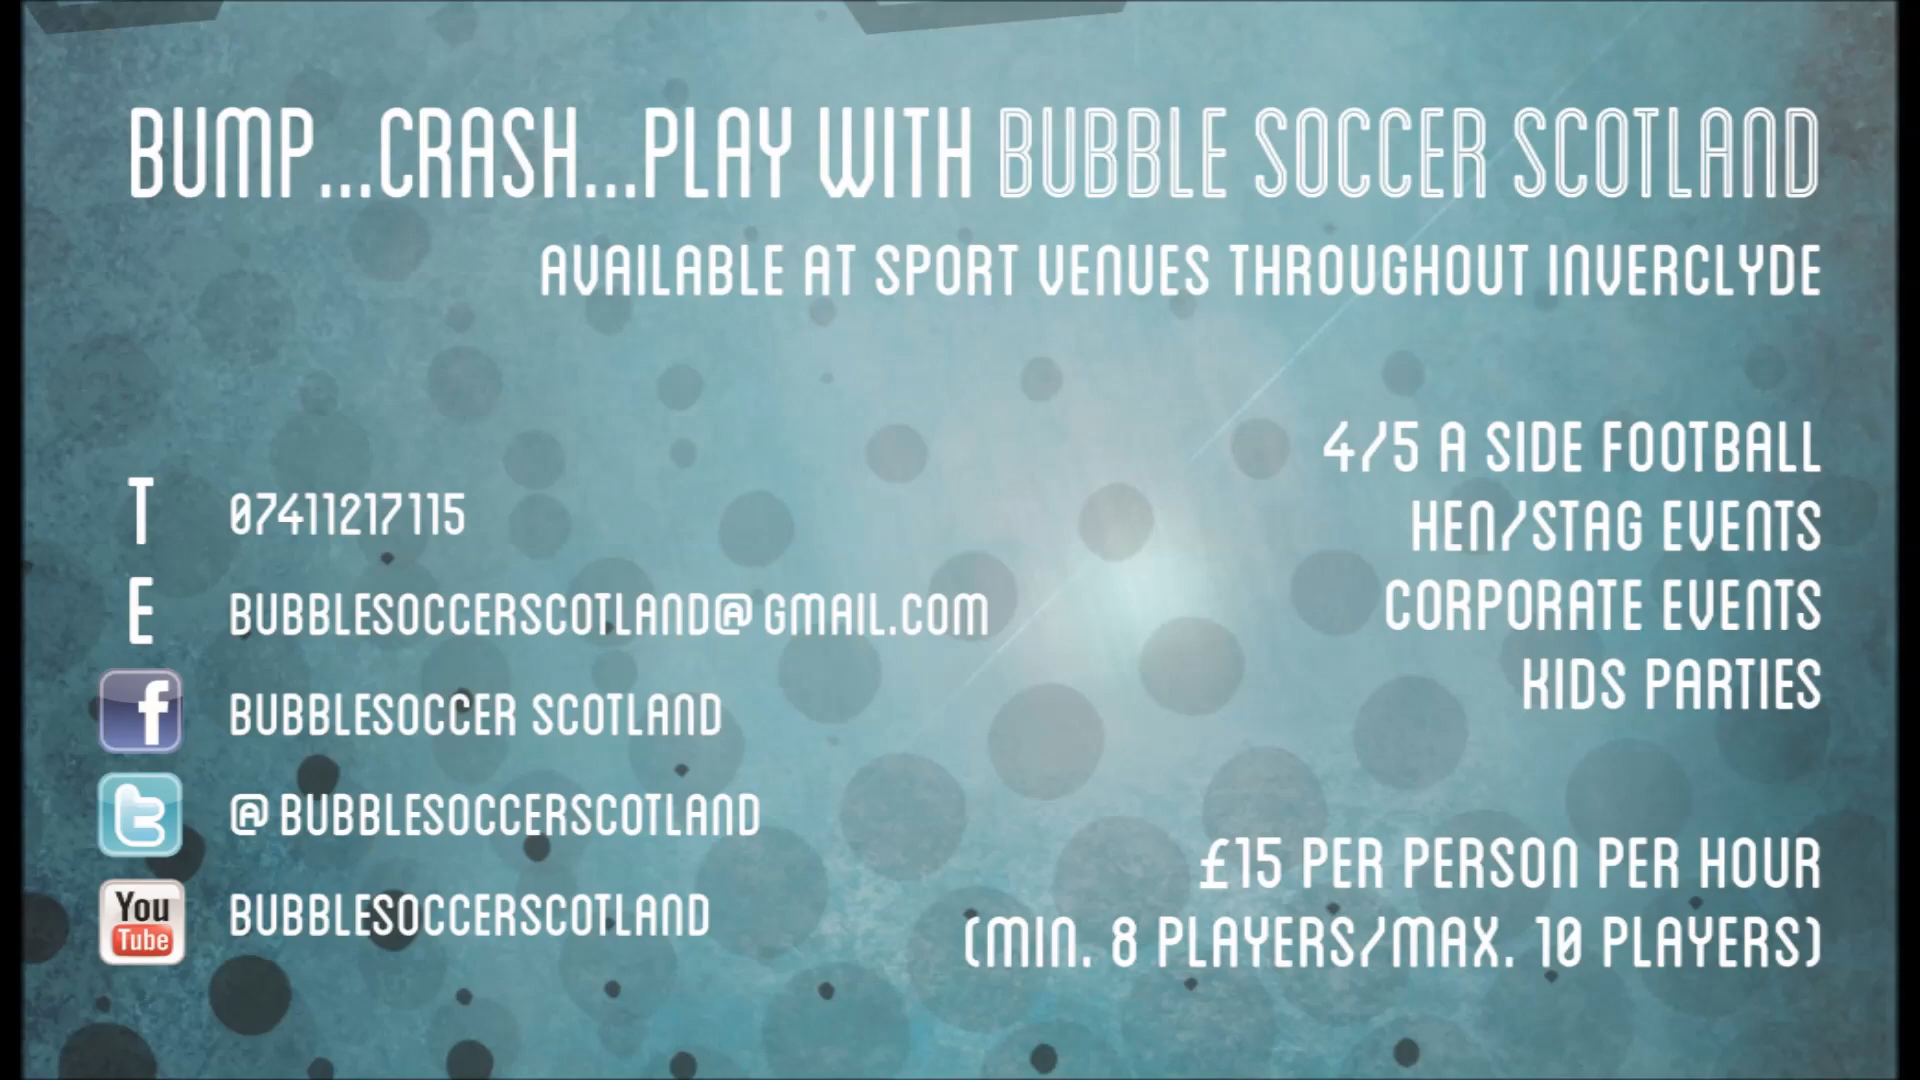 BUMP...CRASH...PLAY WITH BUBBLE SOCCER SCOTLAND
AVAILABLE AT SPORT VENUES THROUGHOUT INVERCLYDE
T 07411217115
E BUBBLESOCCERSCOTLAND@GMAIL.COM
f BUBBLESOCCER SCOTLAND
t @BUBBLESOCCERSCOTLAND
You
Tube
BUBBLESOCCERSCOTLAND
4/5 A SIDE FOOTBALL
HEN/STAG EVENTS
CORPORATE EVENTS
KIDS PARTIES
£15 PER PERSON PER HOUR
(MIN. 8 PLAYERS/MAX. 10 PLAYERS)